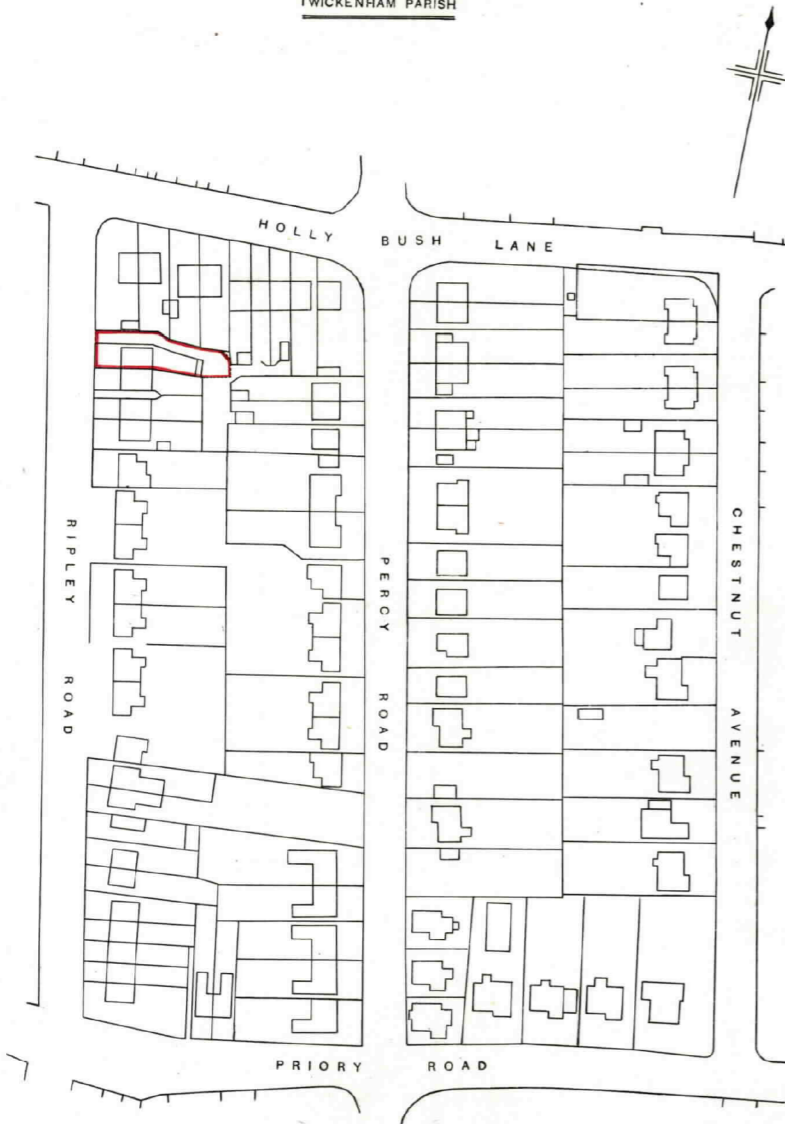 TWICKENHAM PARISH
HOLLY BUSH LANE
RIPLEY ROAD
PERCY ROAD
CHESTNUT AVENUE
PRIORY ROAD